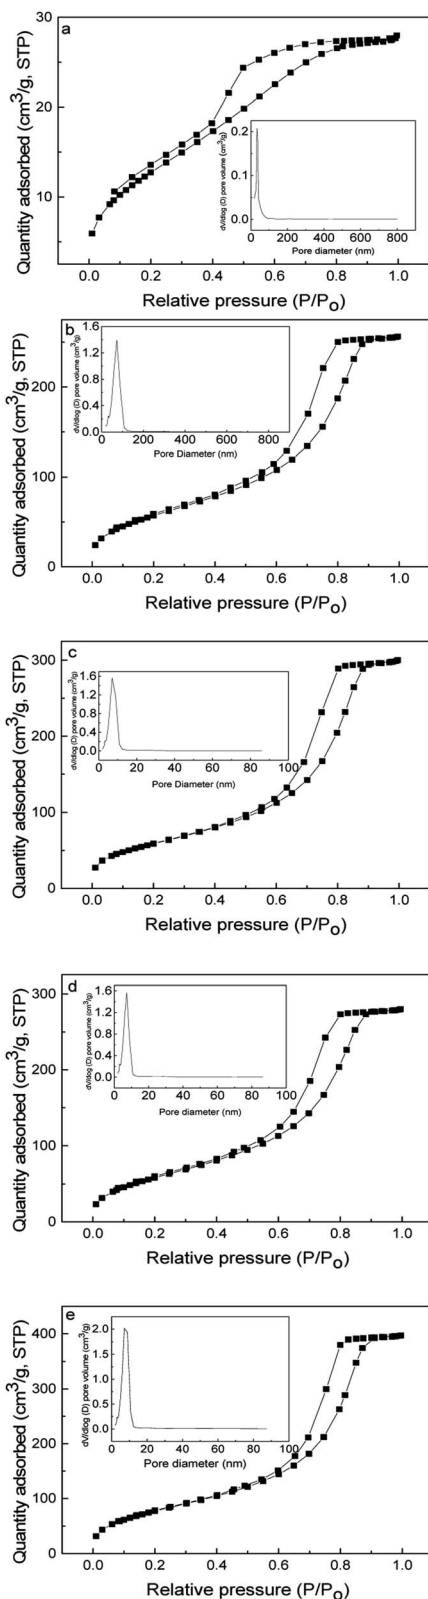 a
Quantity adsorbed (cm³/g, STP)
30
20
10
0
0.0 0.2 0.4 0.6 0.8 1.0
Relative pressure (P/Po)
dV/dlog (D) pore volume (cm³/g)
0.2
0.1
0.0
0 200 400 600 800
Pore diameter (nm)
b
Quantity adsorbed (cm³/g, STP)
200
100
0
0.0 0.2 0.4 0.6 0.8 1.0
Relative pressure (P/Po)
dV/dlog (D) pore volume (cm³/g)
1.6
1.2
0.8
0.4
0.0
0 200 400 600 800
Pore Diameter (nm)
c
Quantity adsorbed (cm³/g, STP)
300
200
100
0
0.0 0.2 0.4 0.6 0.8 1.0
Relative pressure (P/Po)
dV/dlog (D) pore volume (cm³/g)
1.6
1.2
0.8
0.4
0.0
0 20 40 60 80 100
Pore Diameter (nm)
d
Quantity adsorbed (cm³/g, STP)
300
200
100
0
0.0 0.2 0.4 0.6 0.8 1.0
Relative pressure (P/Po)
dV/dlog (D) pore volume (cm³/g)
1.6
1.2
0.8
0.4
0.0
0 20 40 60 80 100
Pore diameter (nm)
e
Quantity adsorbed (cm³/g, STP)
400
300
200
100
0
0.0 0.2 0.4 0.6 0.8 1.0
Relative pressure (P/Po)
dV/dlog (D) pore volume (cm³/g)
2.0
1.5
1.0
0.5
0.0
0 20 40 60 80 100
Pore diameter (nm)